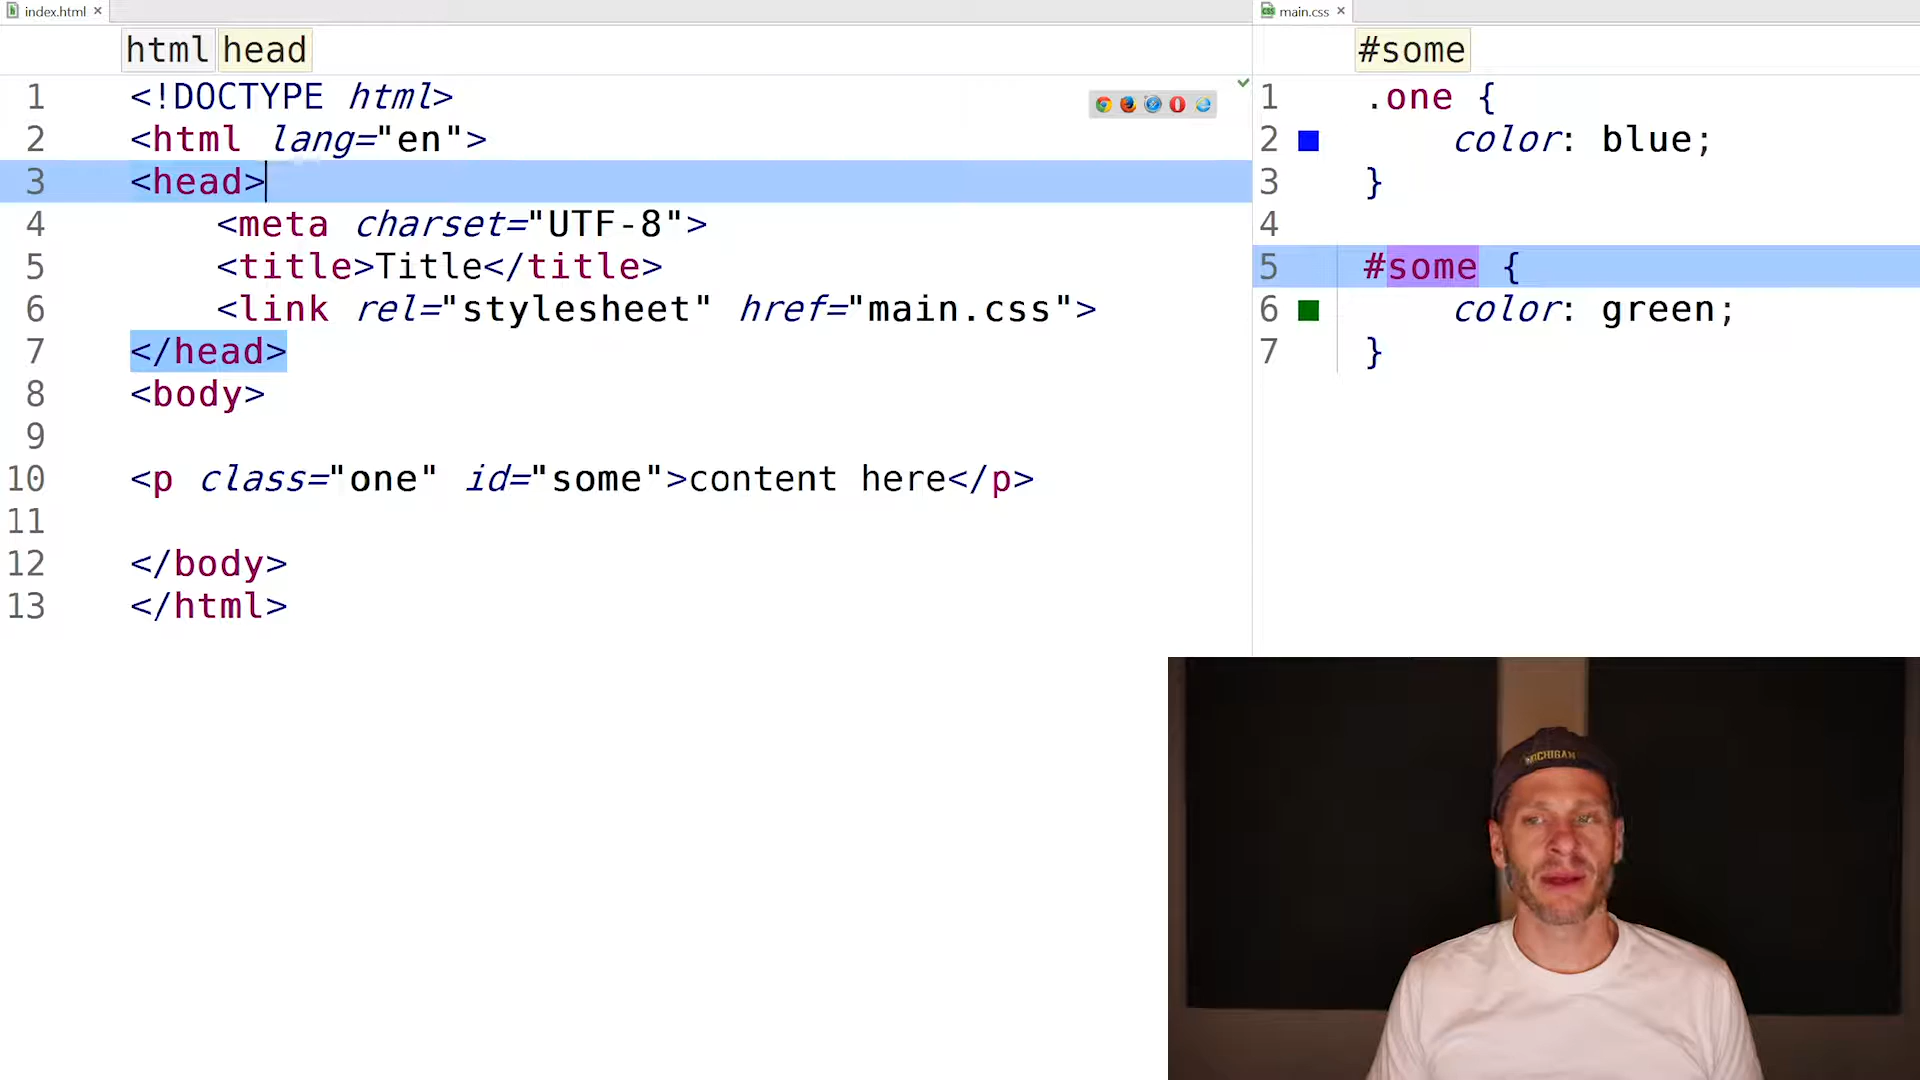 index.html
html head
1 <!DOCTYPE html>
2 <html lang="en">
3 <head>
4 <meta charset="UTF-8">
5 <title>Title</title>
6 <link rel="stylesheet" href="main.css">
7 </head>
8 <body>
9
10 <p class="one" id="some">content here</p>
11
12 </body>
13 </html>
main.css
#some
1 .one {
2 color: blue;
3 }
4
5 #some {
6 color: green;
7 }
MICHIGAN